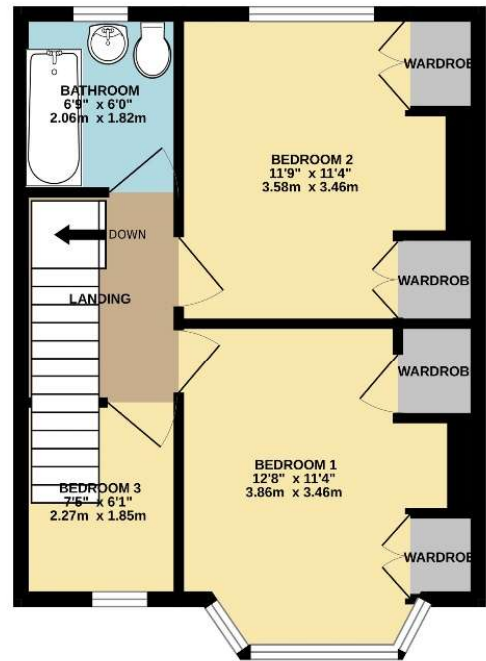 BATHROOM
6'9" x 6'0"
2.06m x 1.82m
WARDROB
BEDROOM 2
11'9" x 11'4"
3.58m x 3.46m
DOWN
WARDROB
LANDING
WARDROB
BEDROOM 1
12'8" x 11'4"
3.86m x 3.46m
BEDROOM 3
7'5" x 6'1"
2.27m x 1.85m
WARDROB